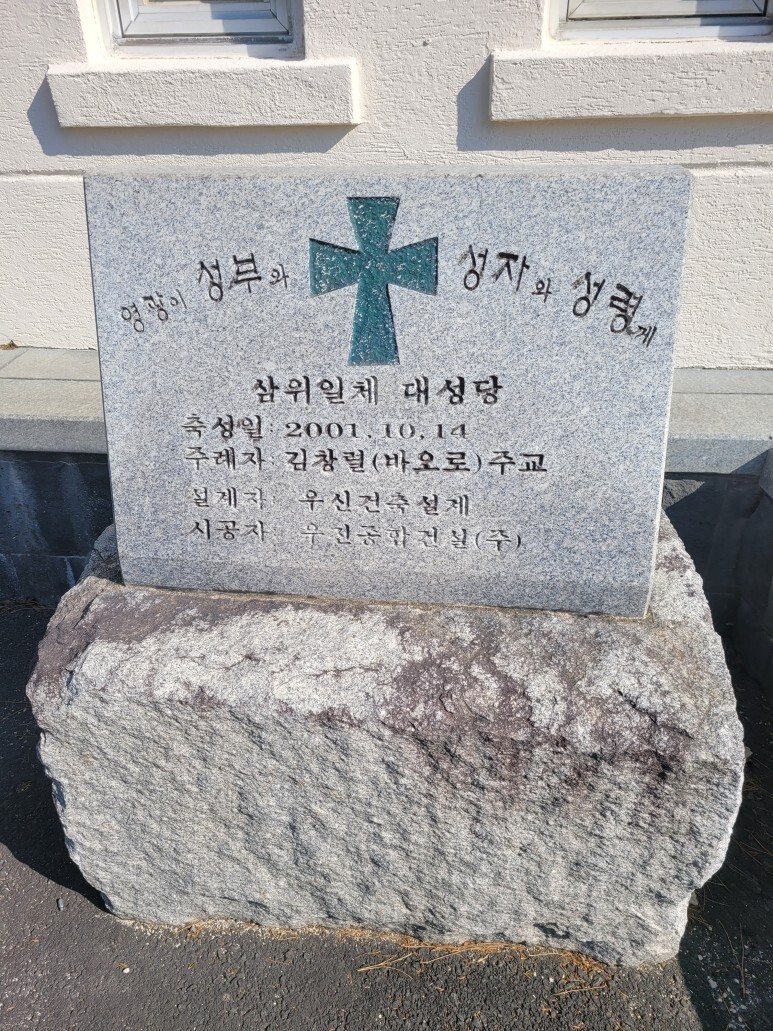 영광이 성부와 성자와 성령께
삼위일체 대성당
축성일: 2001.10.14
주례자: 김창렬(바오로)주교
설계자: 우신건축설계
시공자: 우진종합건설(주)